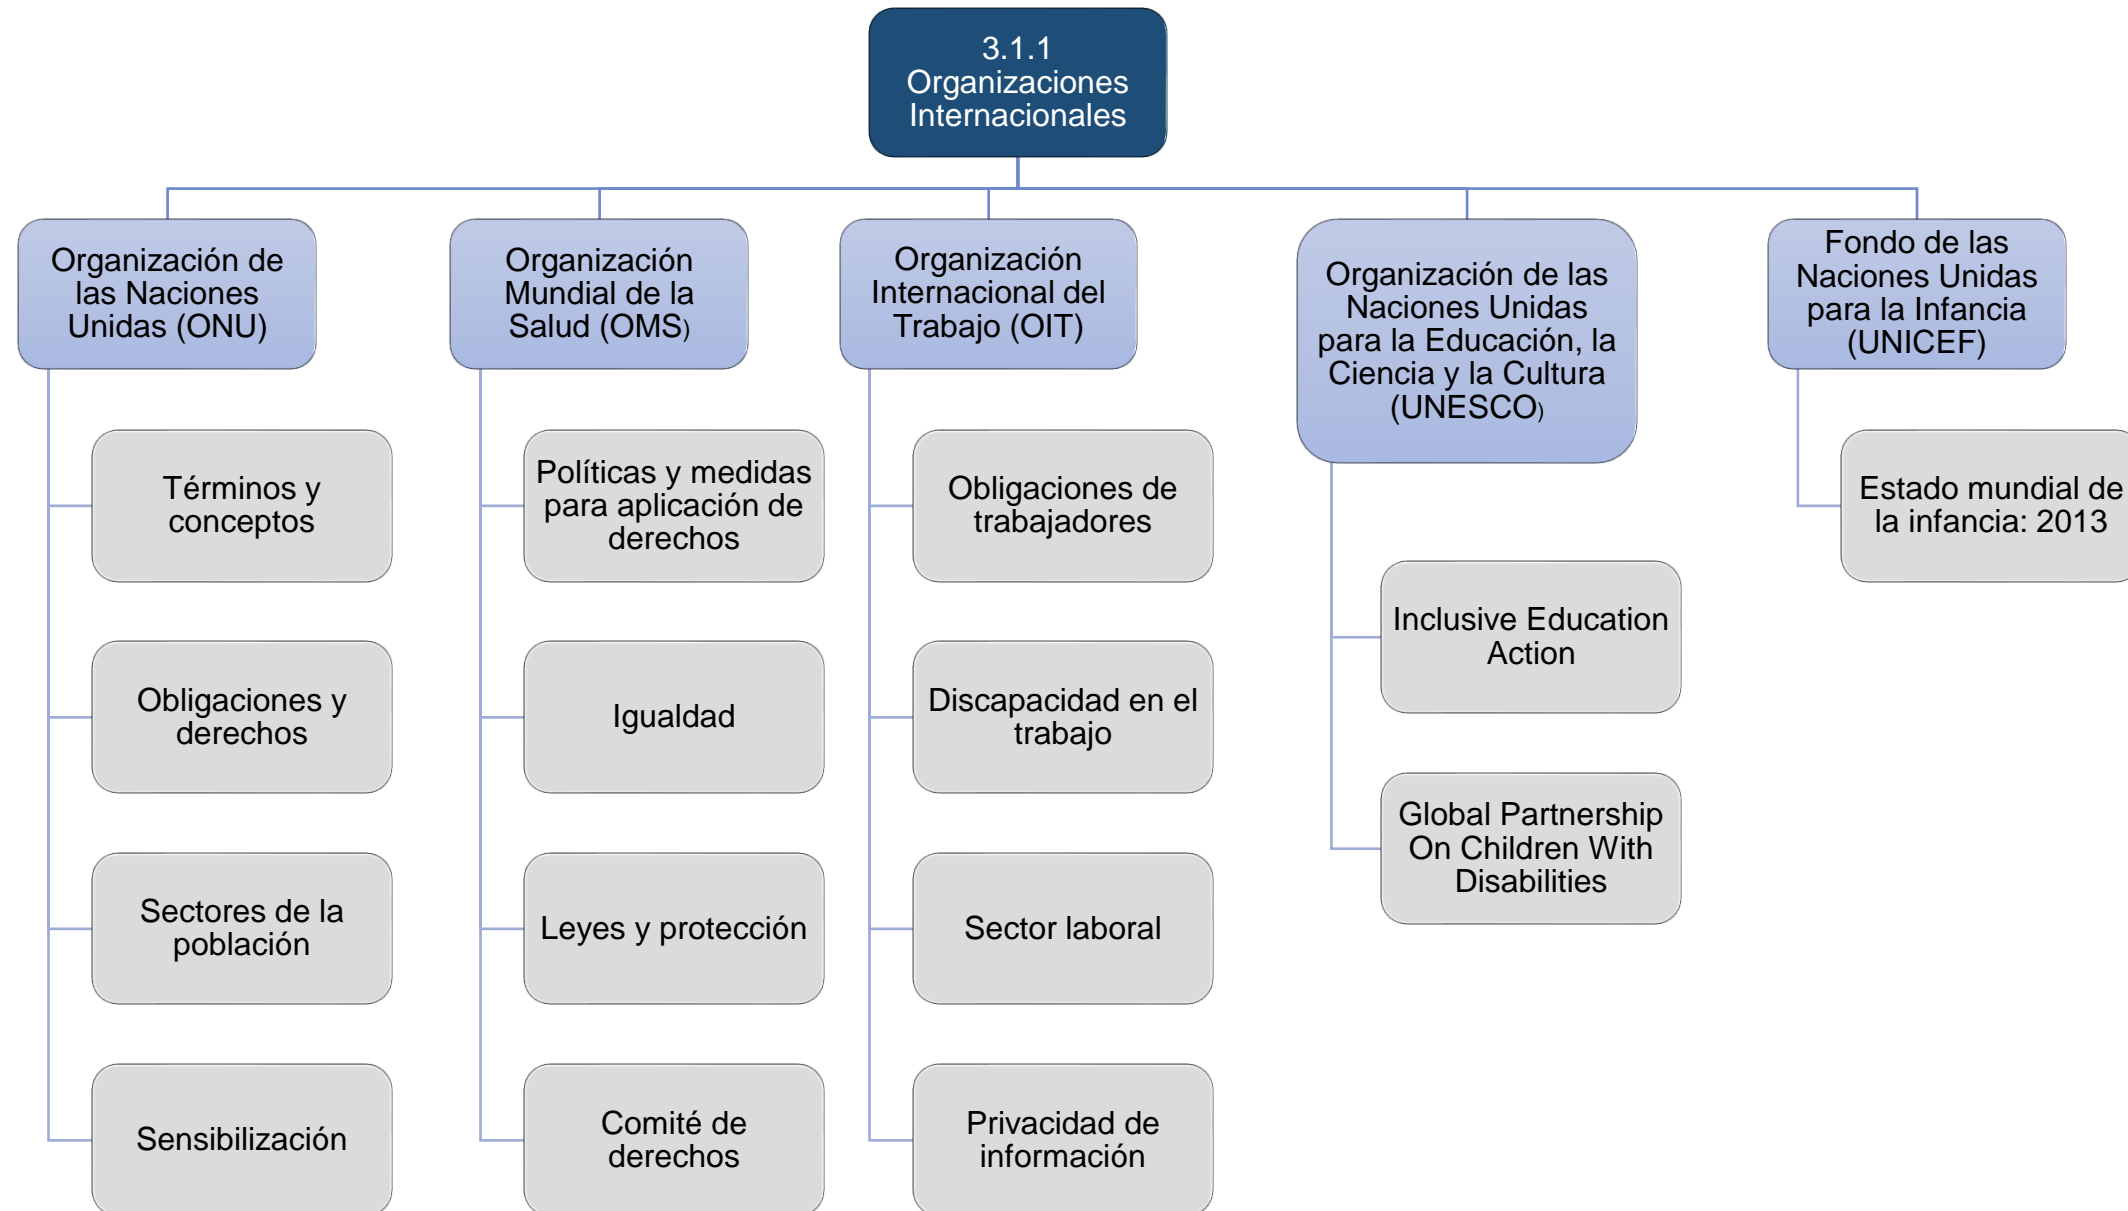 3.1.1
Organizaciones
Internacionales
Organización de
las Naciones
Unidas (ONU)
Términos y
conceptos
Obligaciones y
derechos
Sectores de la
población
Sensibilización
Organización
Mundial de la
Salud (OMS)
Políticas y medidas
para aplicación de
derechos
Igualdad
Leyes y protección
Comité de
derechos
Organización
Internacional del
Trabajo (OIT)
Obligaciones de
trabajadores
Discapacidad en el
trabajo
Sector laboral
Privacidad de
información
Organización de las
Naciones Unidas
para la Educación, la
Ciencia y la Cultura
(UNESCO)
Inclusive Education
Action
Global Partnership
On Children With
Disabilities
Fondo de las
Naciones Unidas
para la Infancia
(UNICEF)
Estado mundial de
la infancia: 2013